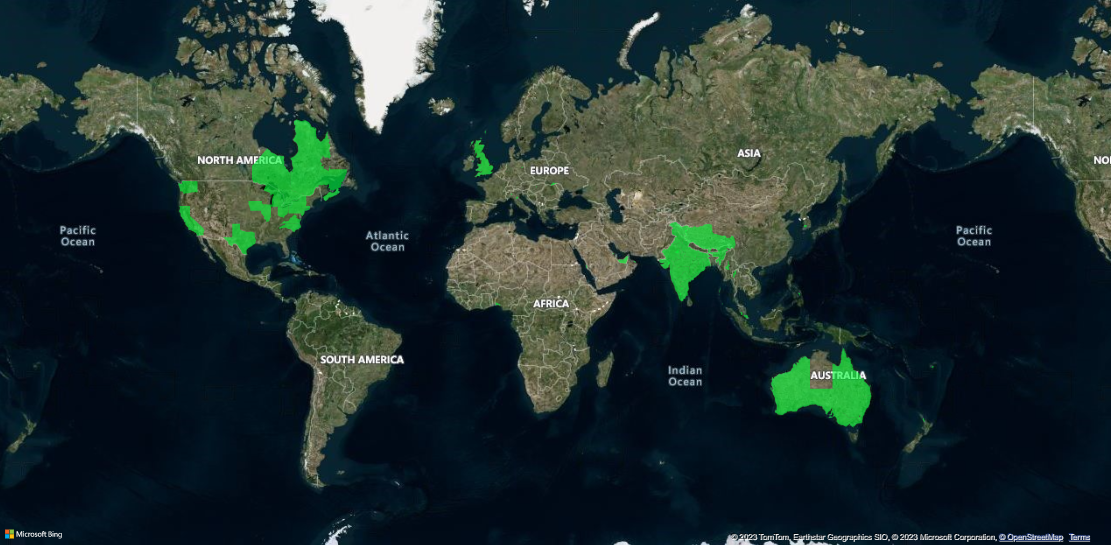 NORTH AMERICA
ASIA
EUROPE
NO
Pacific
Ocean
Atlantic
Ocean
Pacific
Ocean
AFRICA
SOUTH AMERICA
Indian
Ocean
AUSTRALIA
Microsoft Bing
© 2023 TomTom, Earthstar Geographics SIO, © 2023 Microsoft Corporation, © OpenStreetMap Terms